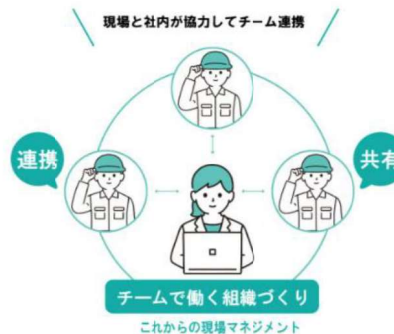 現場と社内が協力してチーム連携
連携
共有
チームで働く組織づくり
これからの現場マネジメント